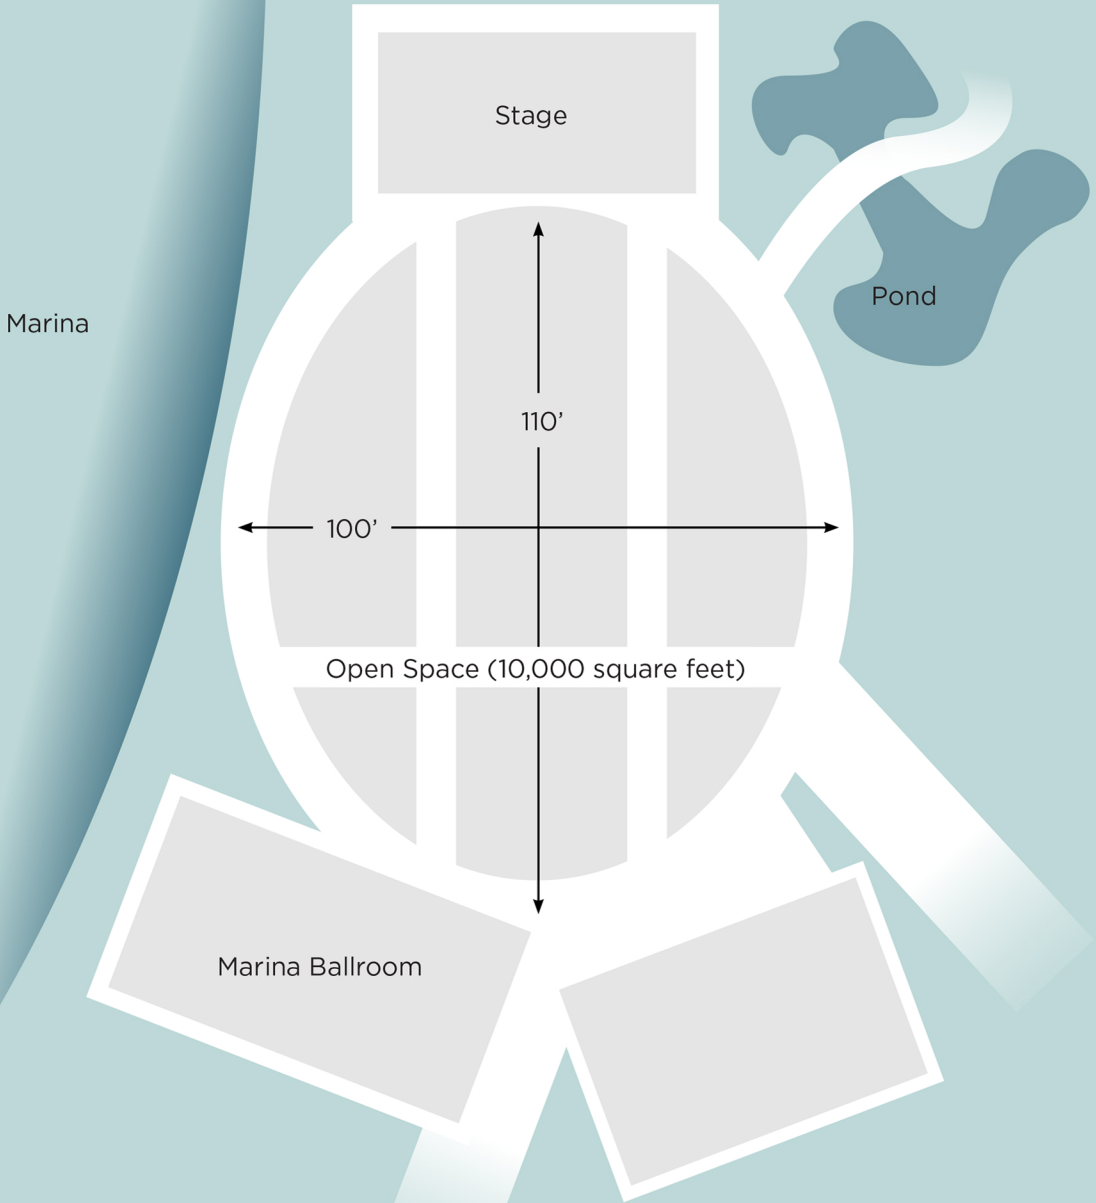 Stage
Marina
Pond
110’
100’
Open Space (10,000 square feet)
Marina Ballroom